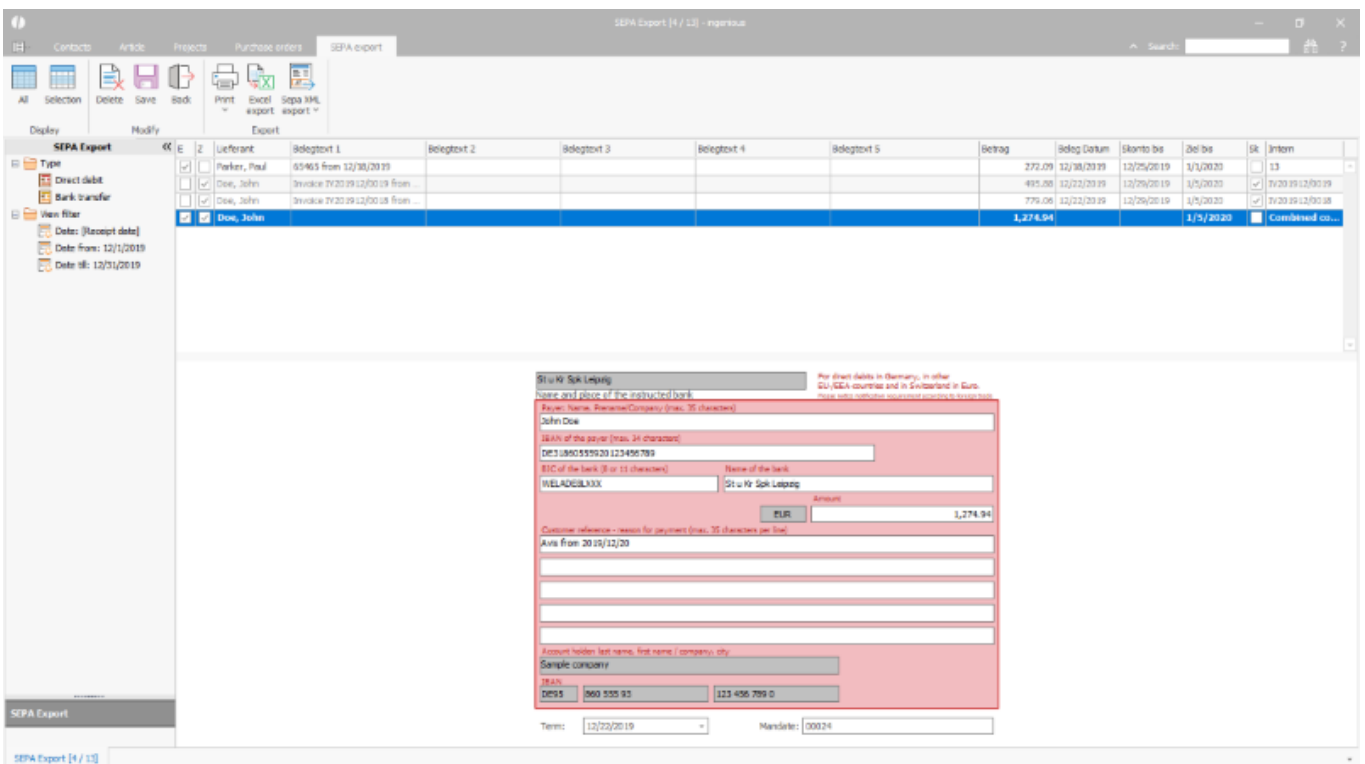 SEPA Export [4 / 13] - ingenious
Contacts Article Projects Purchase orders SEPA export Search: ?
All Selection Delete Save Back Print Excel export Sepa XML export
Display Modify Export
SEPA Export
Type
Direct debit
Bank transfer
View filter
Date: [Receipt date]
Date from: 12/1/2019
Date till: 12/31/2019
E Z Lieferant Belegtext 1 Belegtext 2 Belegtext 3 Belegtext 4 Belegtext 5 Betrag Beleg Datum Skonto bis Ziel bis Sk Intern
Parker, Paul 65465 from 12/18/2019 272.09 12/18/2019 12/25/2019 1/1/2020 13
Doe, John Invoice IV201912/0019 from ... 495.88 12/22/2019 12/29/2019 1/5/2020 IV201912/0019
Doe, John Invoice IV201912/0018 from ... 779.06 12/22/2019 12/29/2019 1/5/2020 IV201912/0018
Doe, John 1,274.94 1/5/2020 Combined co...
St u Kr Spk Leipzig
Name and place of the instructed bank
For direct debits in Germany, in other
EU-/EEA countries and in Switzerland in Euro.
Payer: Name, Prename/Company (max. 35 characters)
John Doe
IBAN of the payer (max. 34 characters)
DE31860555920123456789
BIC of the bank (8 or 11 characters) Name of the bank
WELADE8LXXX St u Kr Spk Leipzig
Amount
EUR 1,274.94
Customer reference - reason for payment (max. 35 characters per line)
Avis from 2019/12/20
Account holder: last name, first name / company, city
Sample company
IBAN
DE95 860 555 93 123 456 789 0
Term: 12/22/2019 Mandate: 00024
SEPA Export
SEPA Export [4 / 13]